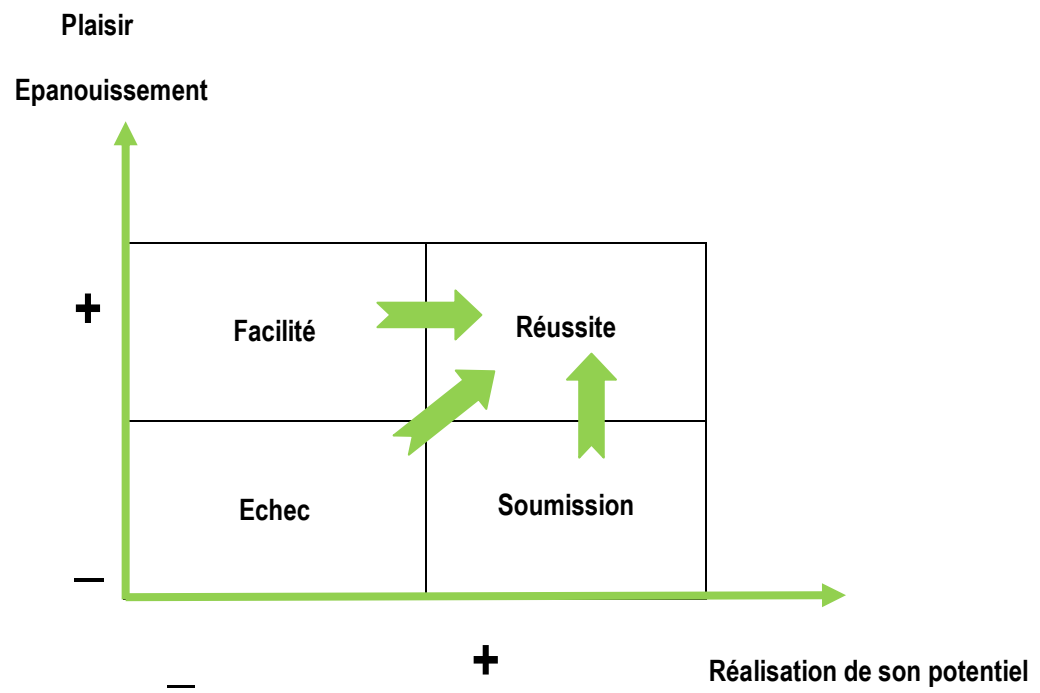 Plaisir
Epanouissement
+
Facilité
Réussite
Echec
Soumission
–
+
Réalisation de son potentiel
–